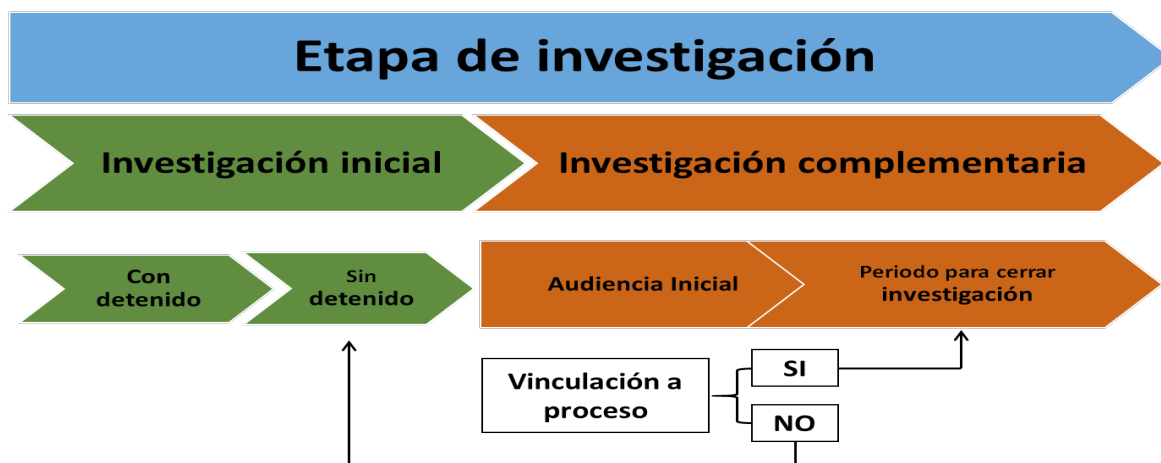 Etapa de investigación
Investigación inicial
Investigación complementaria
Con
detenido
Sin
detenido
Audiencia Inicial
Periodo para cerrar
investigación
Vinculación a
proceso
SI
NO